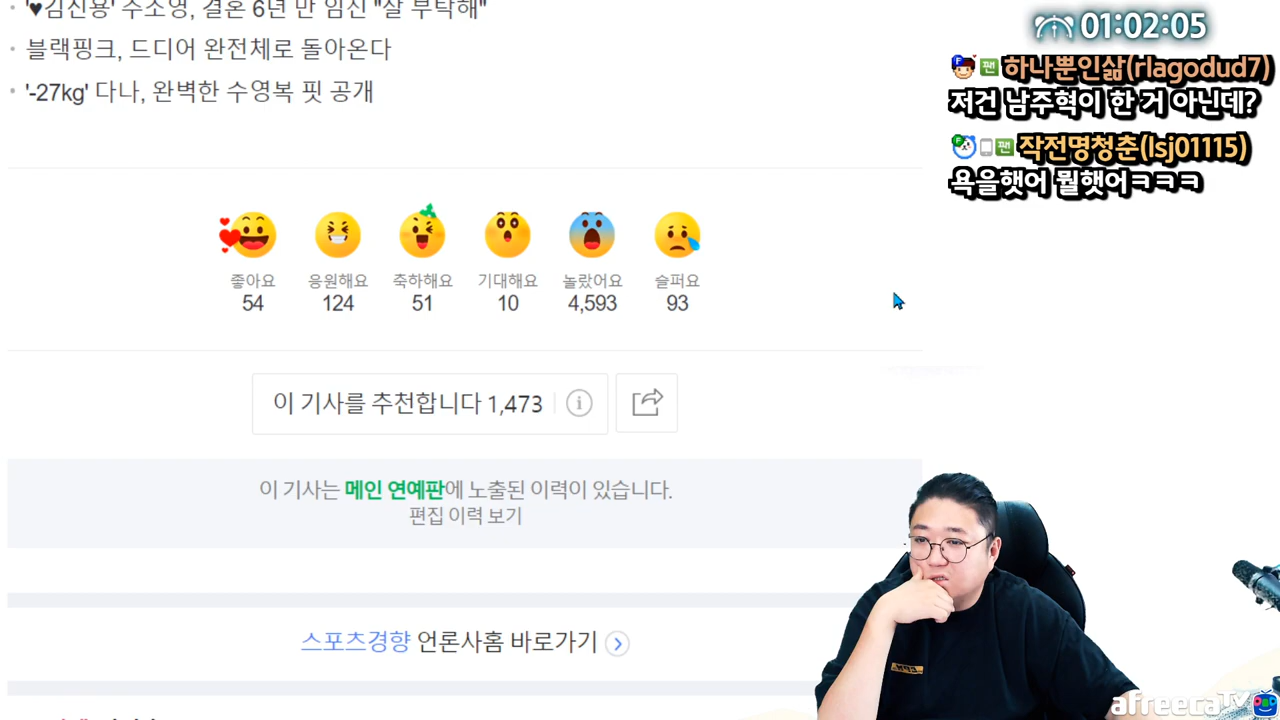 '♥김진용' 주소영, 결혼 6년 만 임신 "잘 부탁해"
블랙핑크, 드디어 완전체로 돌아온다
'-27kg' 다나, 완벽한 수영복 핏 공개
01:02:05
하나뿐인삶(rlagodud7)
저건 남주혁이 한 거 아닌데?
작전명청춘(lsj01115)
욕을햇어 뭘햇어ㅋㅋㅋ
좋아요 응원해요 축하해요 기대해요 놀랐어요 슬퍼요
54 124 51 10 4,593 93
이 기사를 추천합니다 1,473
이 기사는 메인 연예판에 노출된 이력이 있습니다.
편집 이력 보기
스포츠경향 언론사홈 바로가기
afreecaTV